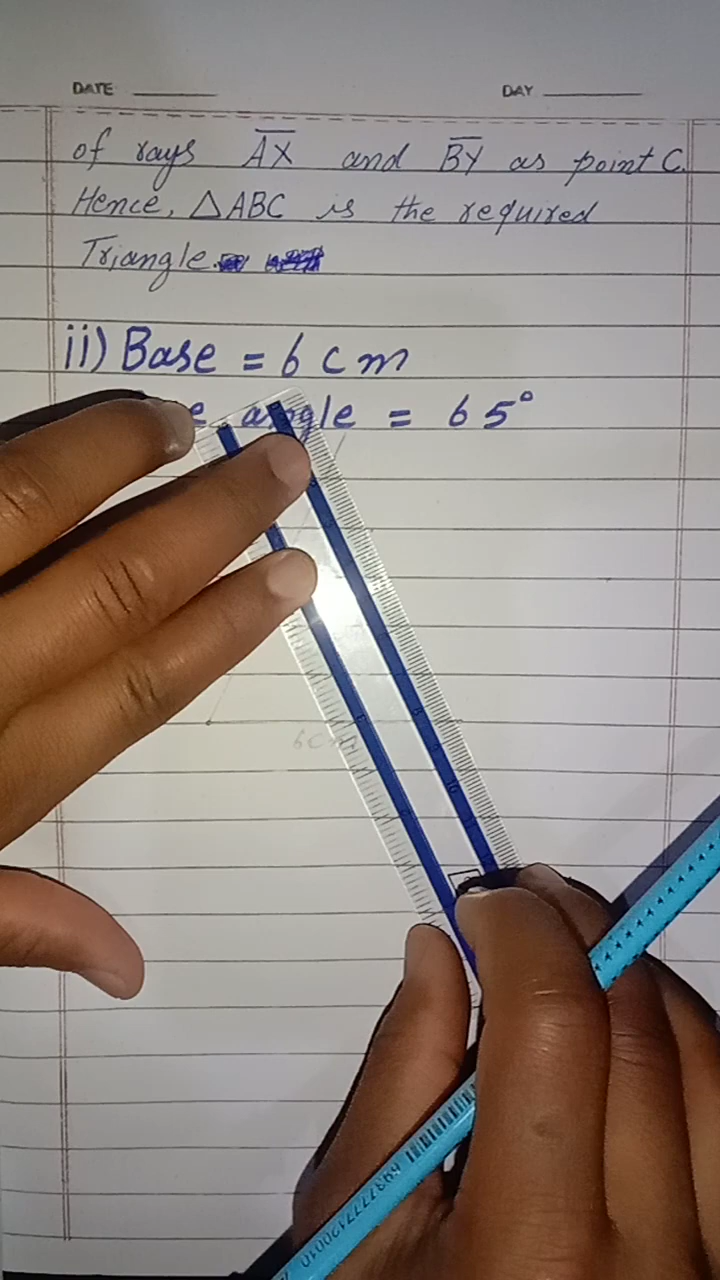 DATE DAY
of rays AX and BY as point C.
Hence, △ABC is the required
Triangle.
ii) Base = 6 cm
angle = 65°
6cm